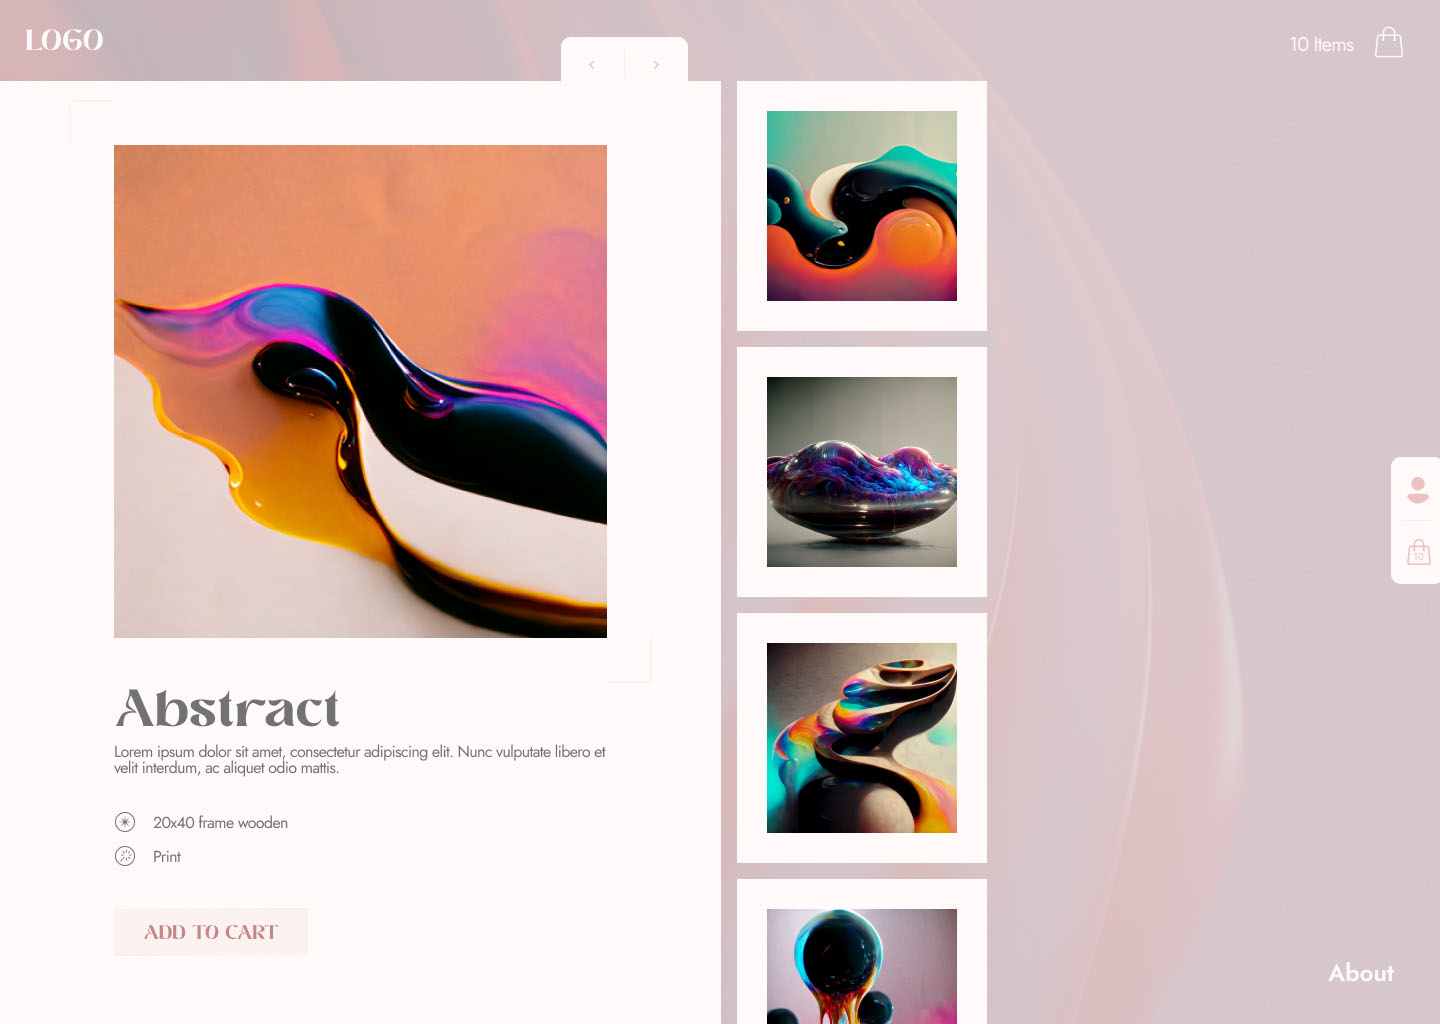 LOGO
10 Items
10
Abstract
Lorem ipsum dolor sit amet, consectetur adipiscing elit. Nunc vulputate libero et
velit interdum, ac aliquet odio mattis.
20x40 frame wooden
Print
ADD TO CART
About